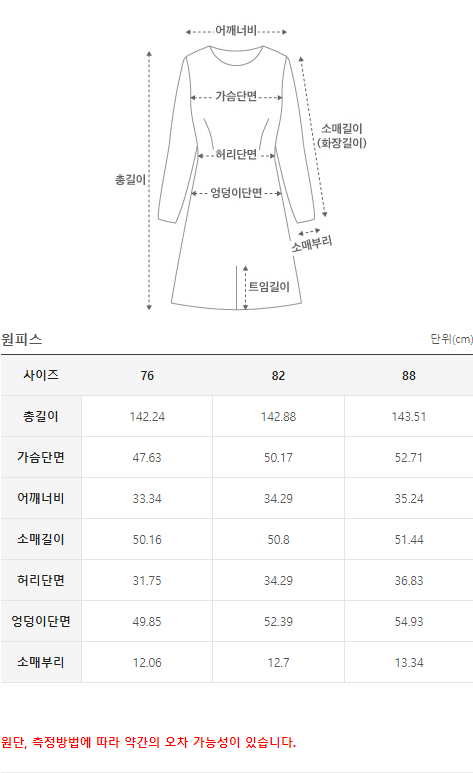 어깨너비
가슴단면
소매길이
(화장길이)
허리단면
총길이
엉덩이단면
소매부리
트임길이
원피스 단위(cm)
사이즈 76 82 88
총길이 142.24 142.88 143.51
가슴단면 47.63 50.17 52.71
어깨너비 33.34 34.29 35.24
소매길이 50.16 50.8 51.44
허리단면 31.75 34.29 36.83
엉덩이단면 49.85 52.39 54.93
소매부리 12.06 12.7 13.34
원단, 측정방법에 따라 약간의 오차 가능성이 있습니다.